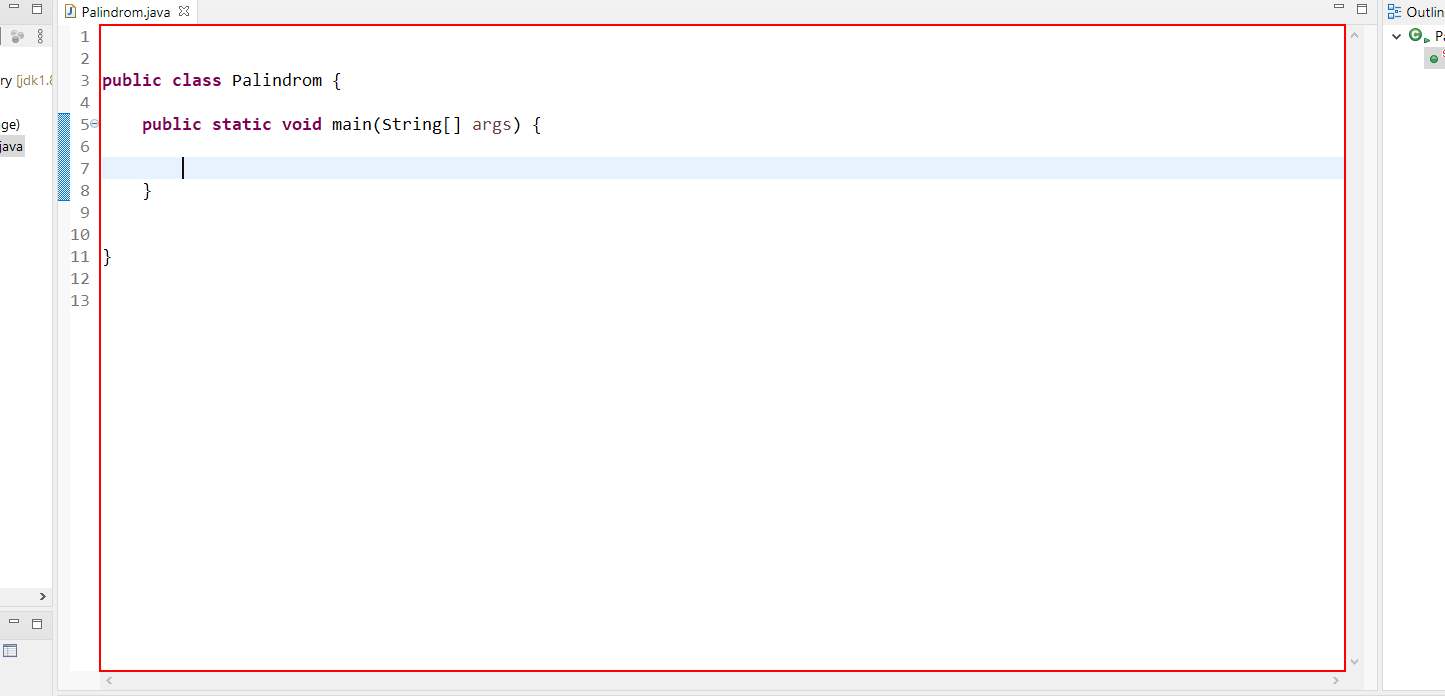 Palindrom.java
Outlin
1
2
3 public class Palindrom {
4
5 public static void main(String[] args) {
6
7
8 }
9
10
11 }
12
13
ry [jdk1.8
ge)
java
Pa